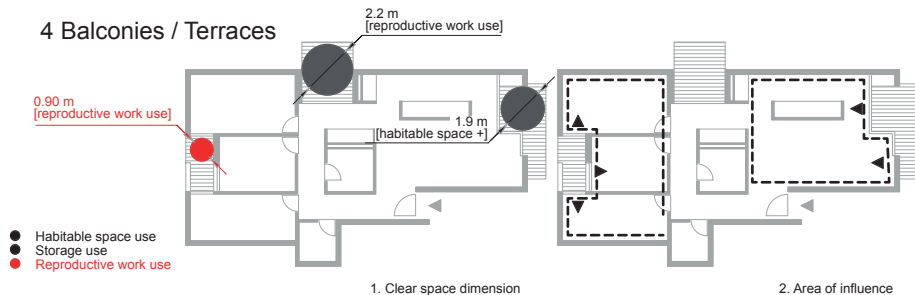 4 Balconies / Terraces
2.2 m
[reproductive work use]
0.90 m
[reproductive work use]
1.9 m
[habitable space +]
Habitable space use
Storage use
Reproductive work use
1. Clear space dimension
2. Area of influence